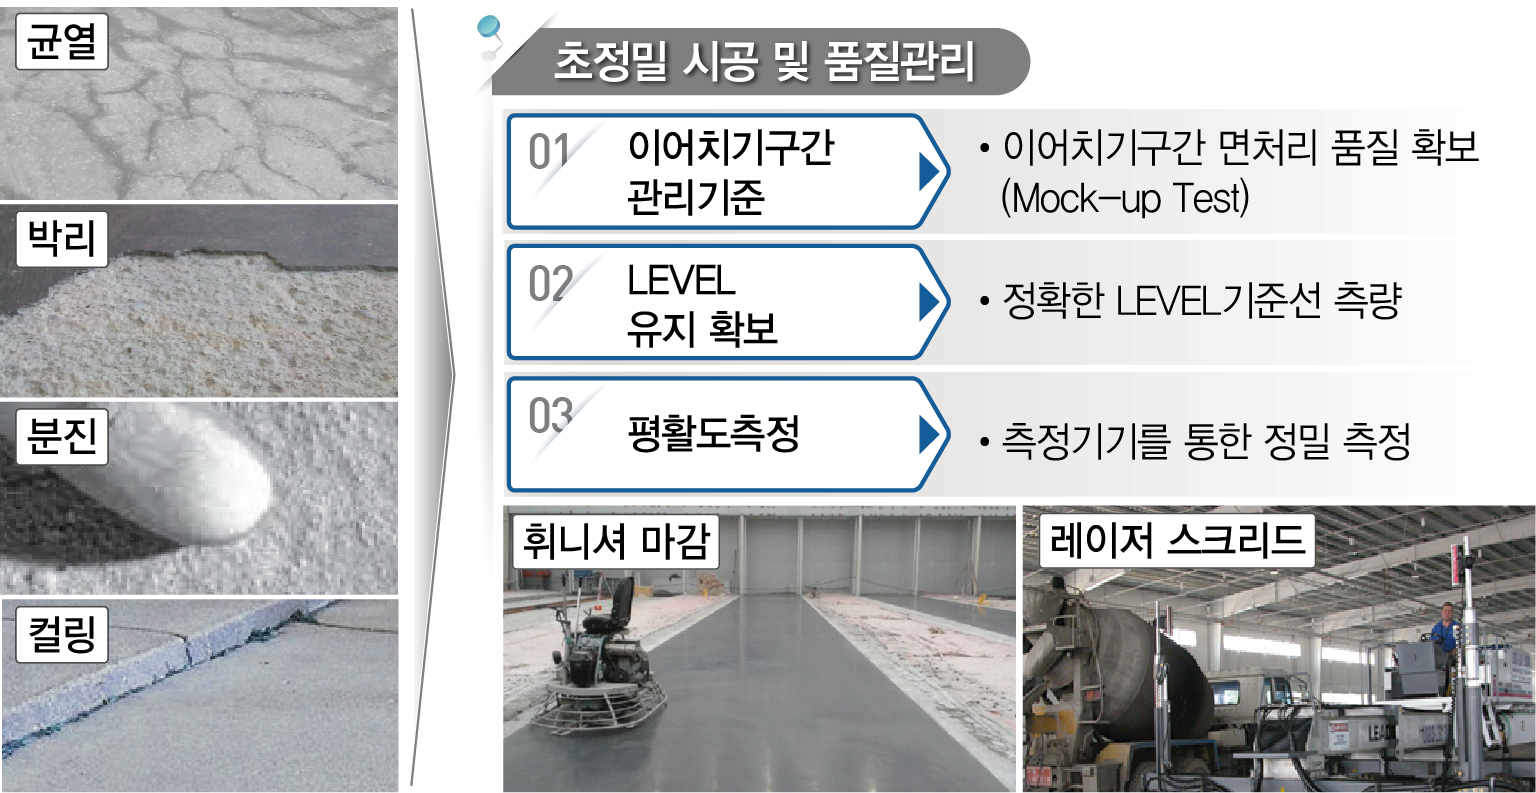 균열
박리
분진
컬링
초정밀 시공 및 품질관리
01
이어치기구간
관리기준
• 이어치기구간 면처리 품질 확보
(Mock-up Test)
02
LEVEL
유지 확보
• 정확한 LEVEL기준선 측량
03
평활도측정
• 측정기기를 통한 정밀 측정
휘니셔 마감
레이저 스크리드